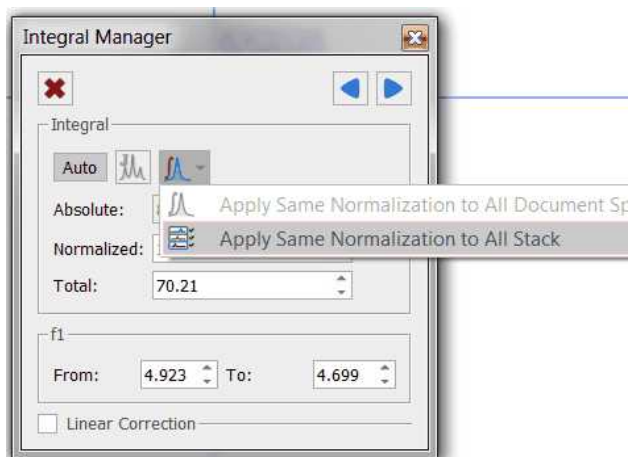 Integral Manager
Integral
Auto
Absolute:
Apply Same Normalization to All Document
Normalized:
Apply Same Normalization to All Stack
Total:
70.21
f1
From:
4.923
To:
4.699
Linear Correction